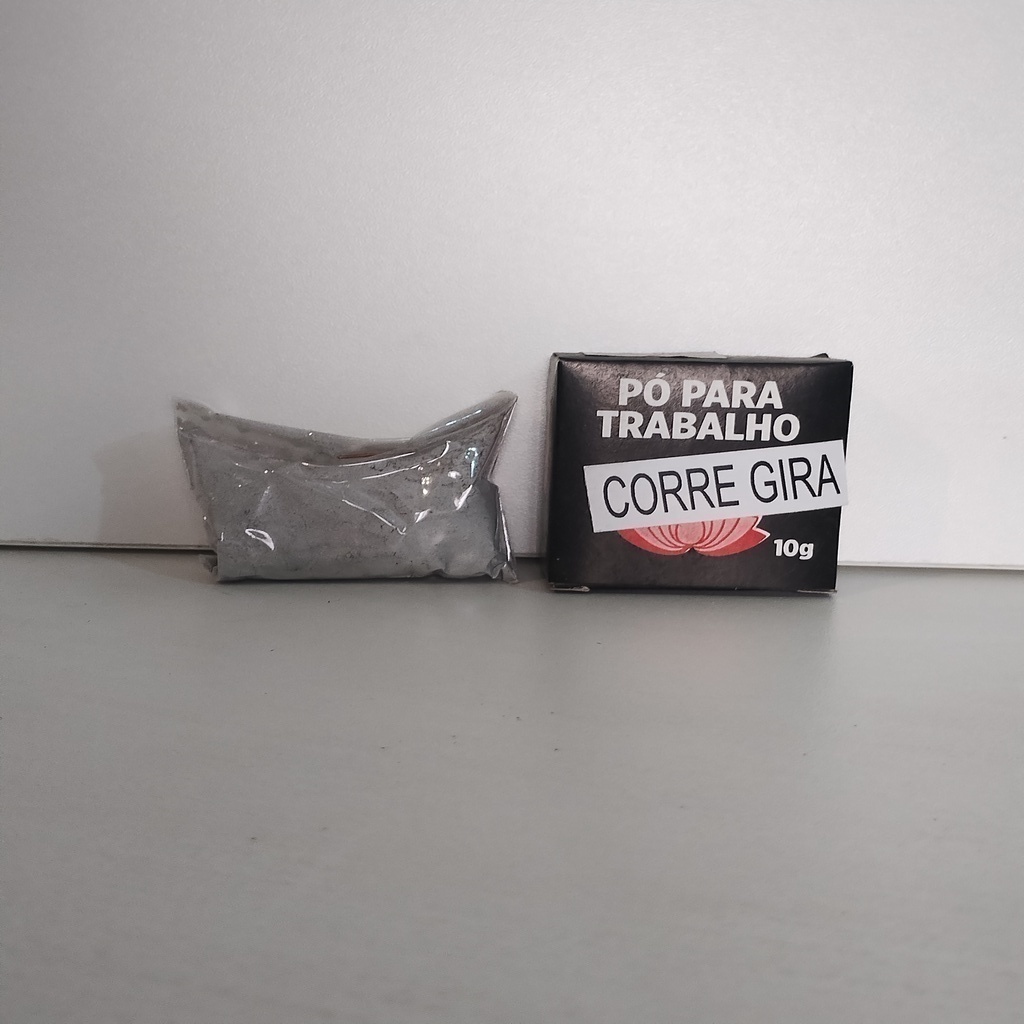 PÓ PARA
TRABALHO
CORRE GIRA
10g